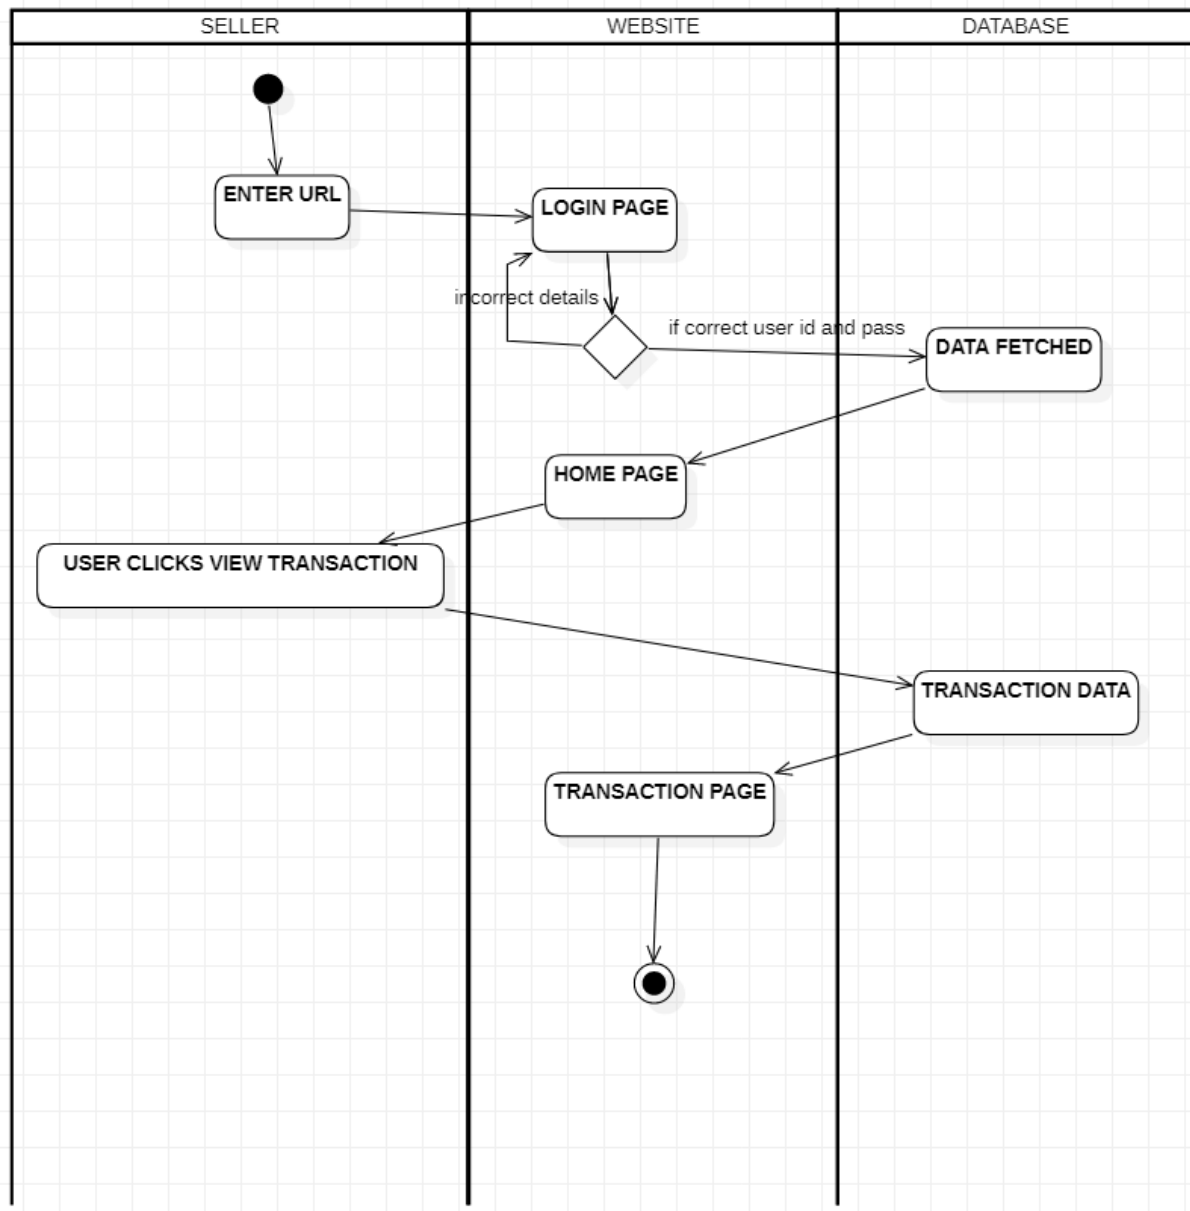 SELLER
WEBSITE
DATABASE
ENTER URL
LOGIN PAGE
incorrect details
if correct user id and pass
DATA FETCHED
HOME PAGE
USER CLICKS VIEW TRANSACTION
TRANSACTION DATA
TRANSACTION PAGE